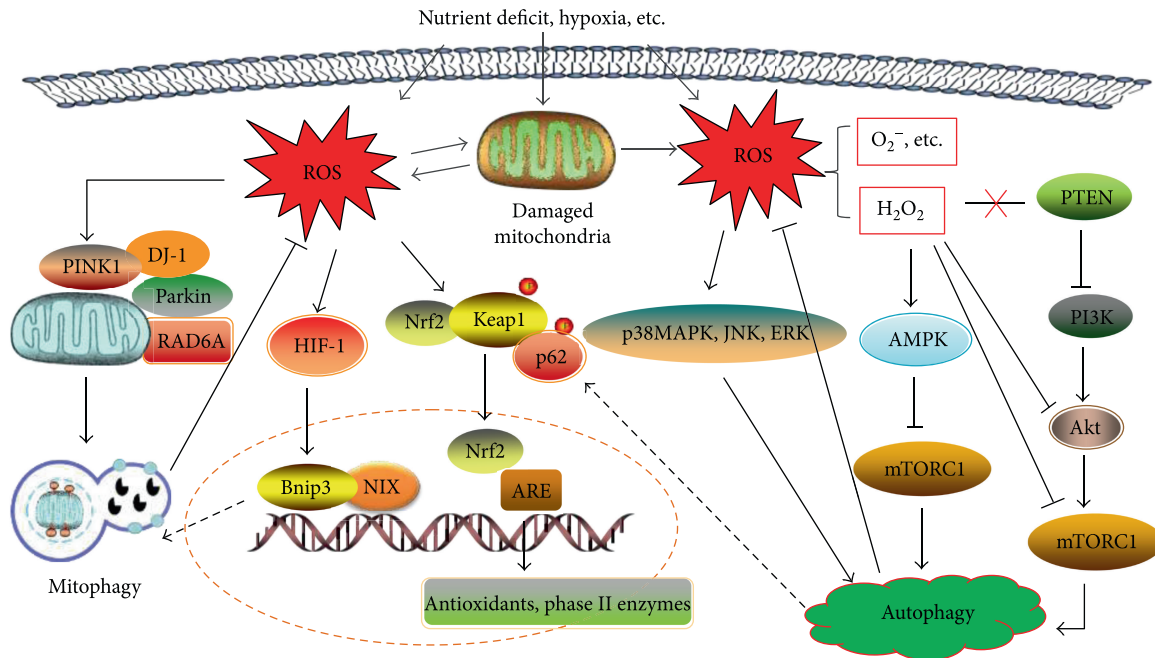 Nutrient deficit, hypoxia, etc.
ROS
Damaged
mitochondria
ROS
O₂⁻, etc.
H₂O₂
PTEN
PINK1
DJ-1
Parkin
RAD6A
HIF-1
Nrf2
Keap1
p62
p38MAPK, JNK, ERK
AMPK
PI3K
Akt
Nrf2
ARE
Bnip3
NIX
mTORC1
mTORC1
Mitophagy
Antioxidants, phase II enzymes
Autophagy